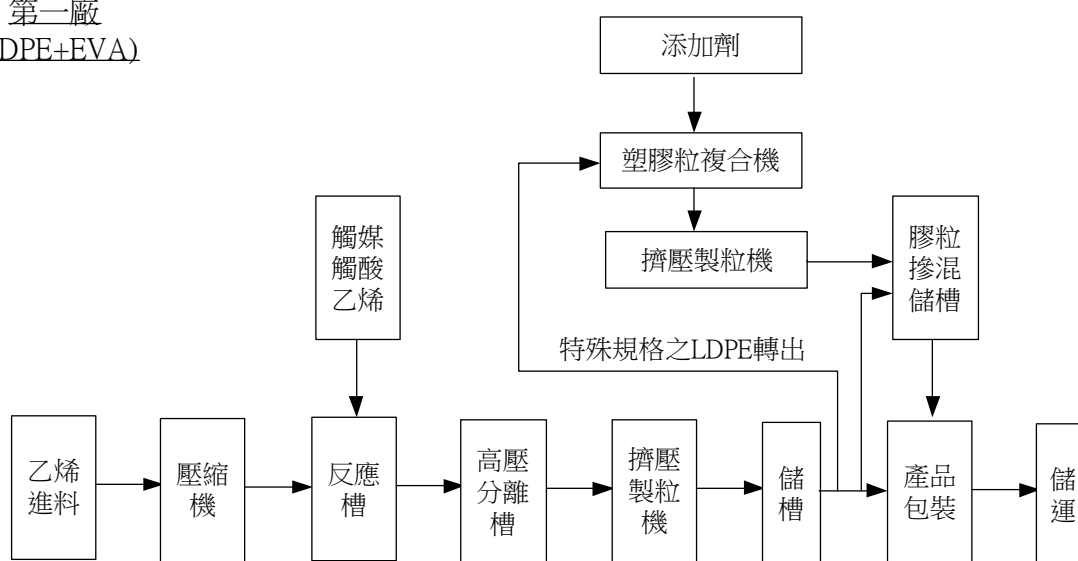 第一廠
DPE+EVA)
添加劑
塑膠粒複合機
擠壓製粒機
觸媒
觸酸
乙烯
膠粒
摻混
儲槽
特殊規格之LDPE轉出
乙烯
進料
壓縮
機
反應
槽
高壓
分離
槽
擠壓
製粒
機
儲
槽
產品
包裝
儲
運